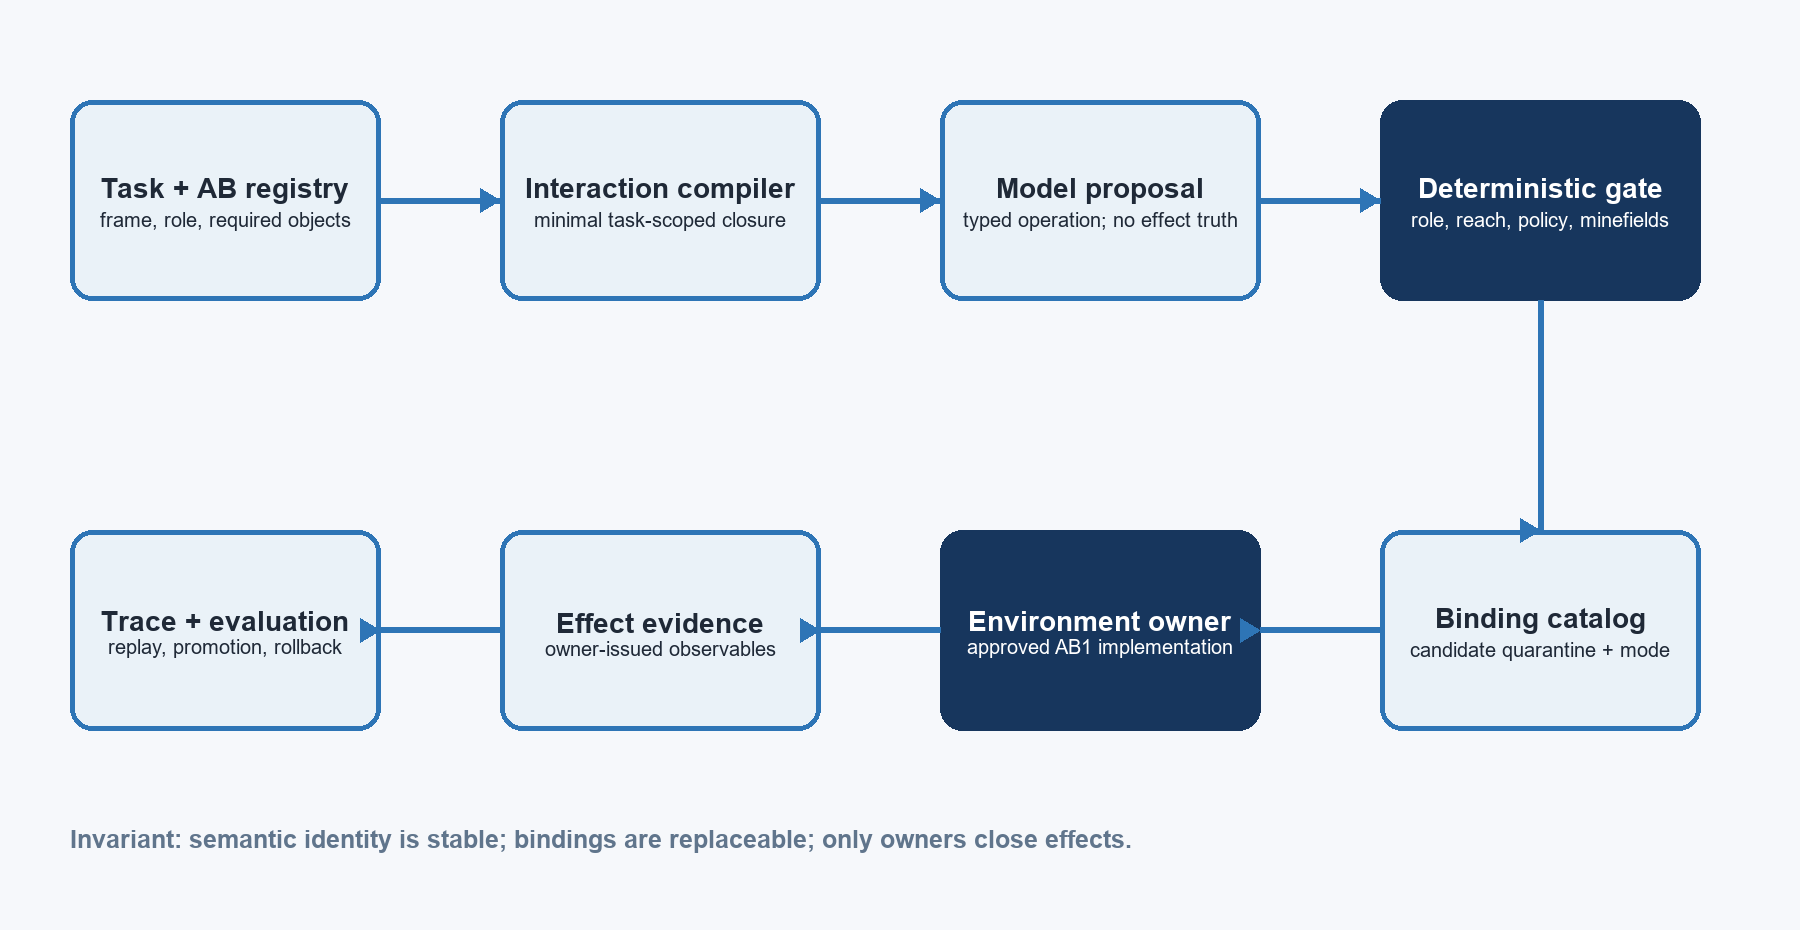 Task + AB registry
frame, role, required objects
Interaction compiler
minimal task-scoped closure
Model proposal
typed operation; no effect truth
Deterministic gate
role, reach, policy, minefields
Trace + evaluation
replay, promotion, rollback
Effect evidence
owner-issued observables
Environment owner
approved AB1 implementation
Binding catalog
candidate quarantine + mode
Invariant: semantic identity is stable; bindings are replaceable; only owners close effects.